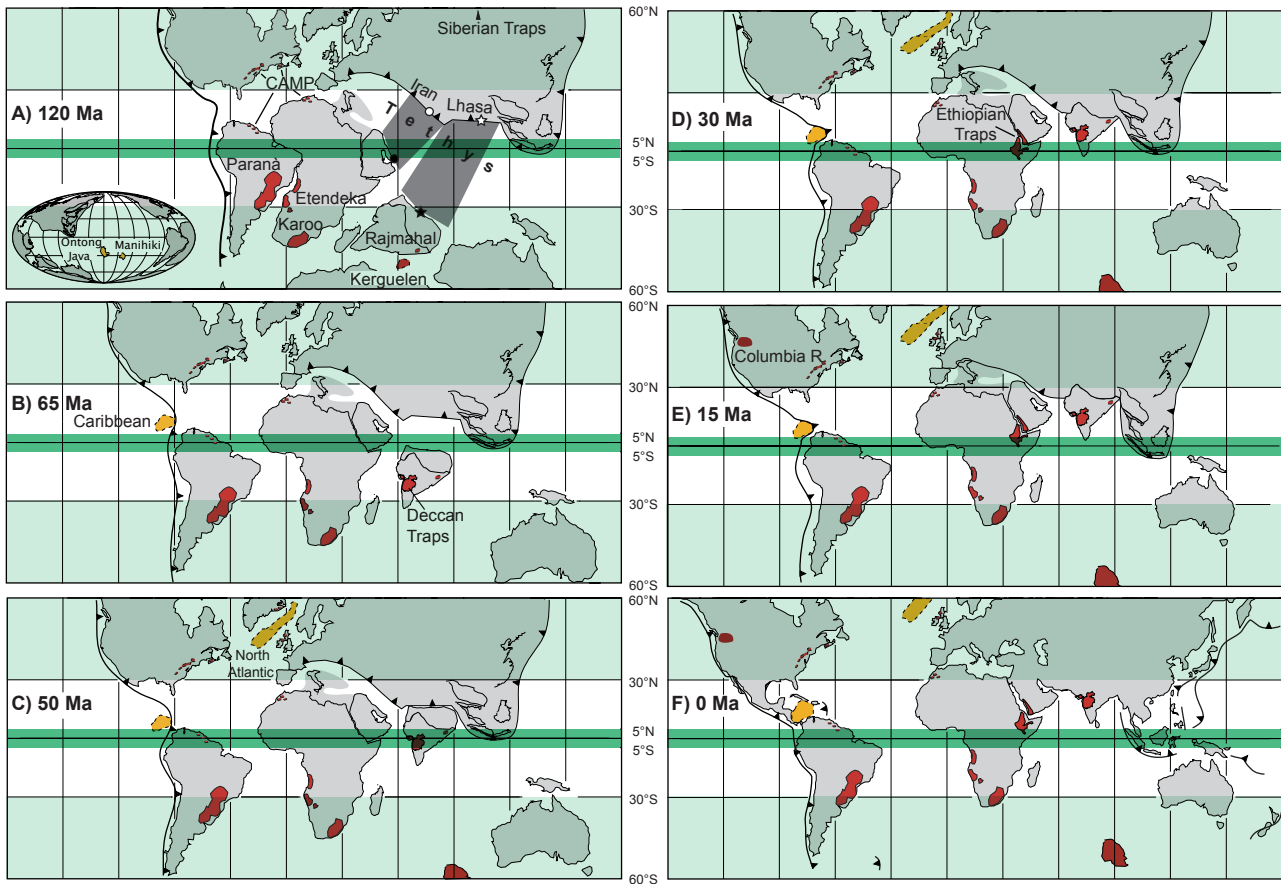 60°N
Siberian Traps
CAMP
Iran
Lhasa
A) 120 Ma
T e t h y s
5°N
5°S
Paranà
Etendeka
30°S
Karoo
Rajmahal
Ontong
Java
Manihiki
Kerguelen
60°S
60°N
30°N
B) 65 Ma
Caribbean
5°N
5°S
30°S
Deccan
Traps
60°S
60°N
North
Atlantic
30°N
C) 50 Ma
5°N
5°S
30°S
60°S
D) 30 Ma
Ethiopian
Traps
Columbia R.
E) 15 Ma
F) 0 Ma